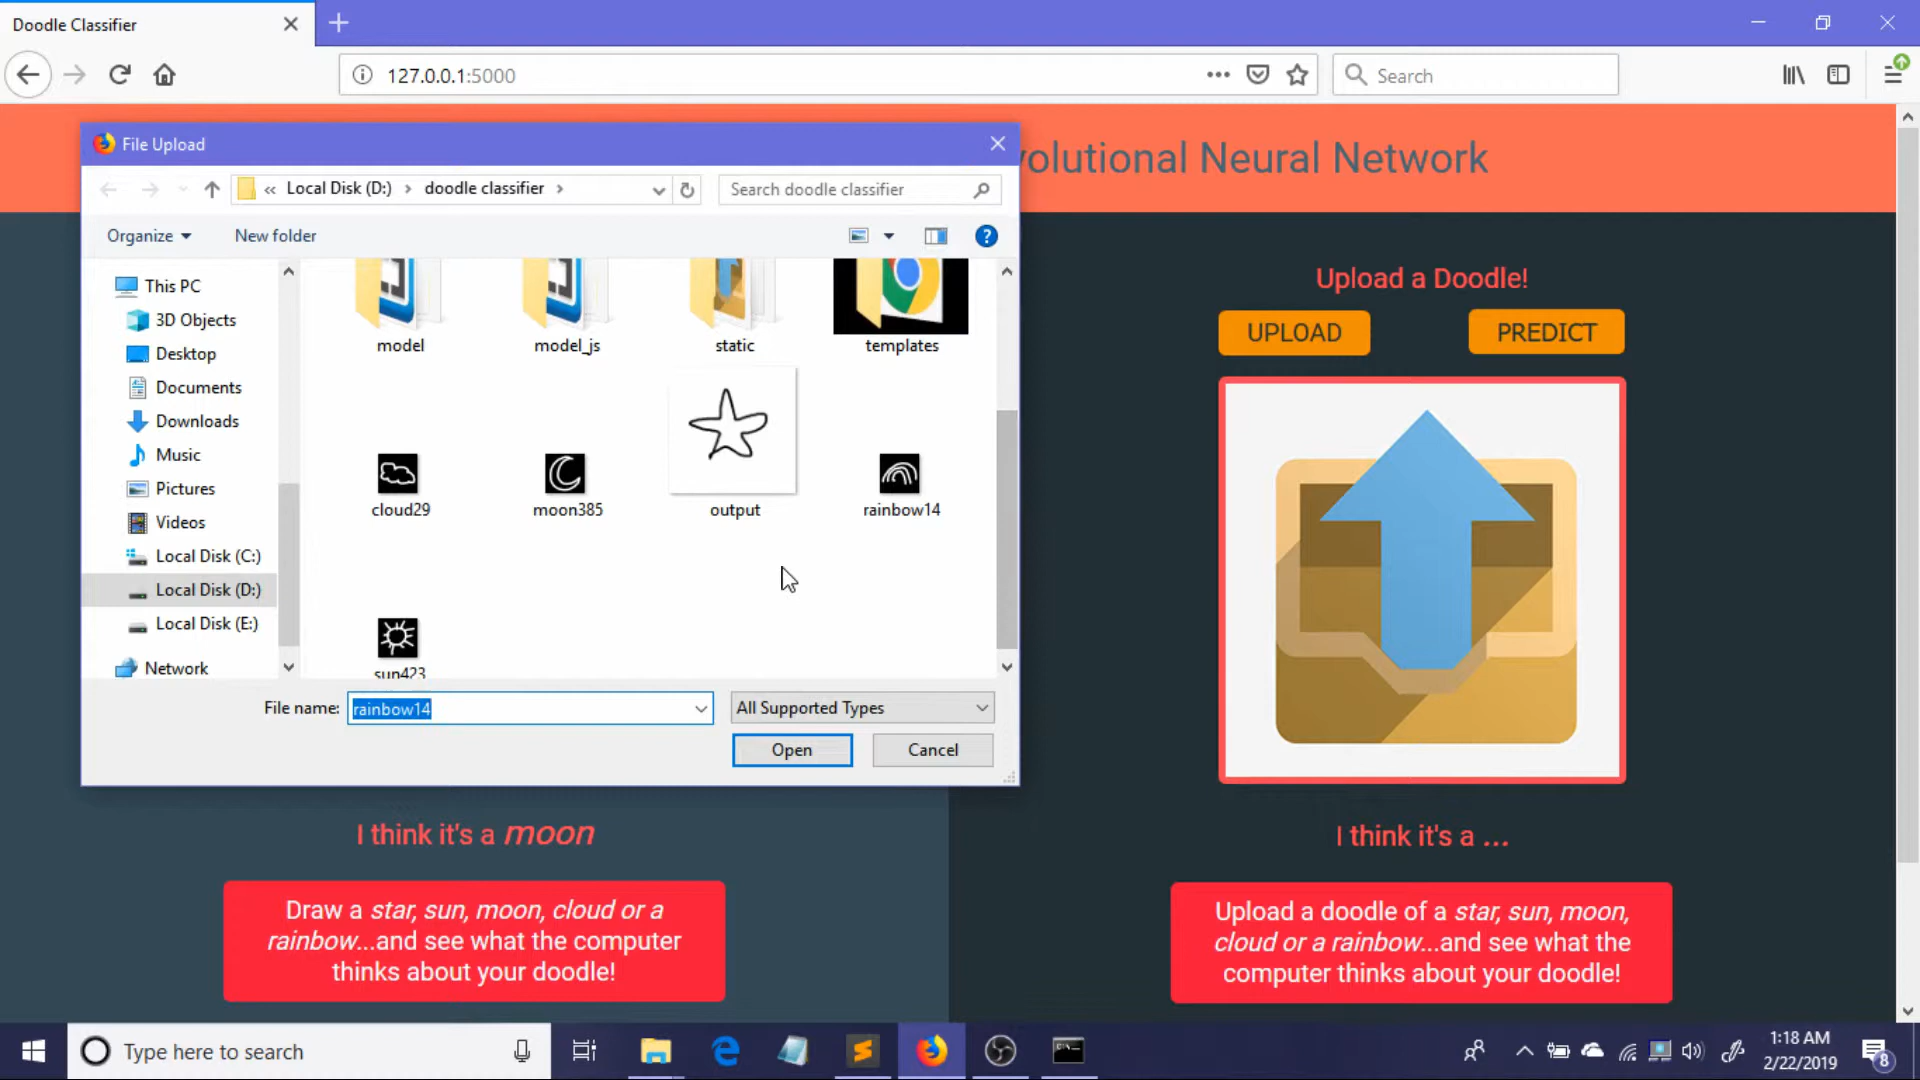 Doodle Classifier
127.0.0.1:5000
Search
volutional Neural Network
File Upload
« Local Disk (D:) > doodle classifier >
Search doodle classifier
Organize
New folder
This PC
3D Objects
Desktop
Documents
Downloads
Music
Pictures
Videos
Local Disk (C:)
Local Disk (D:)
Local Disk (E:)
Network
model
model_js
static
templates
cloud29
moon385
output
rainbow14
sun423
File name:
rainbow14
All Supported Types
Open
Cancel
Upload a Doodle!
UPLOAD
PREDICT
I think it's a moon
Draw a star, sun, moon, cloud or a
rainbow...and see what the computer
thinks about your doodle!
I think it's a ...
Upload a doodle of a star, sun, moon,
cloud or a rainbow...and see what the
computer thinks about your doodle!
Type here to search
1:18 AM
2/22/2019
8